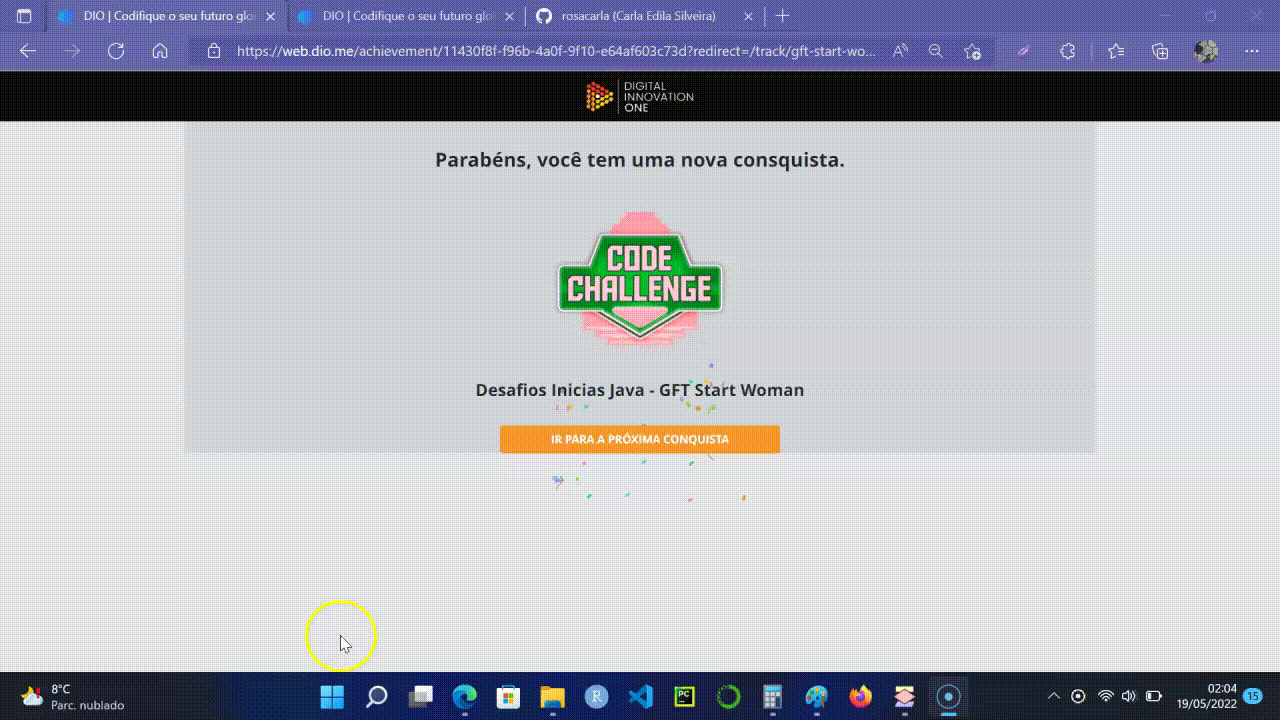 DIO | Codifique o seu futuro glo
DIO | Codifique o seu futuro glo
rosacarla (Carla Edila Silveira)
https://web.dio.me/achievement/11430f8f-f96b-4a0f-9f10-e64af603c73d?redirect=/track/gft-start-wo...
DIGITAL
INNOVATION
ONE
Parabéns, você tem uma nova consquista.
CODE
CHALLENGE
Desafios Inicias Java - GFT Start Woman
IR PARA A PRÓXIMA CONQUISTA
8°C
Parc. nublado
R
PC
02:04
19/05/2022
15